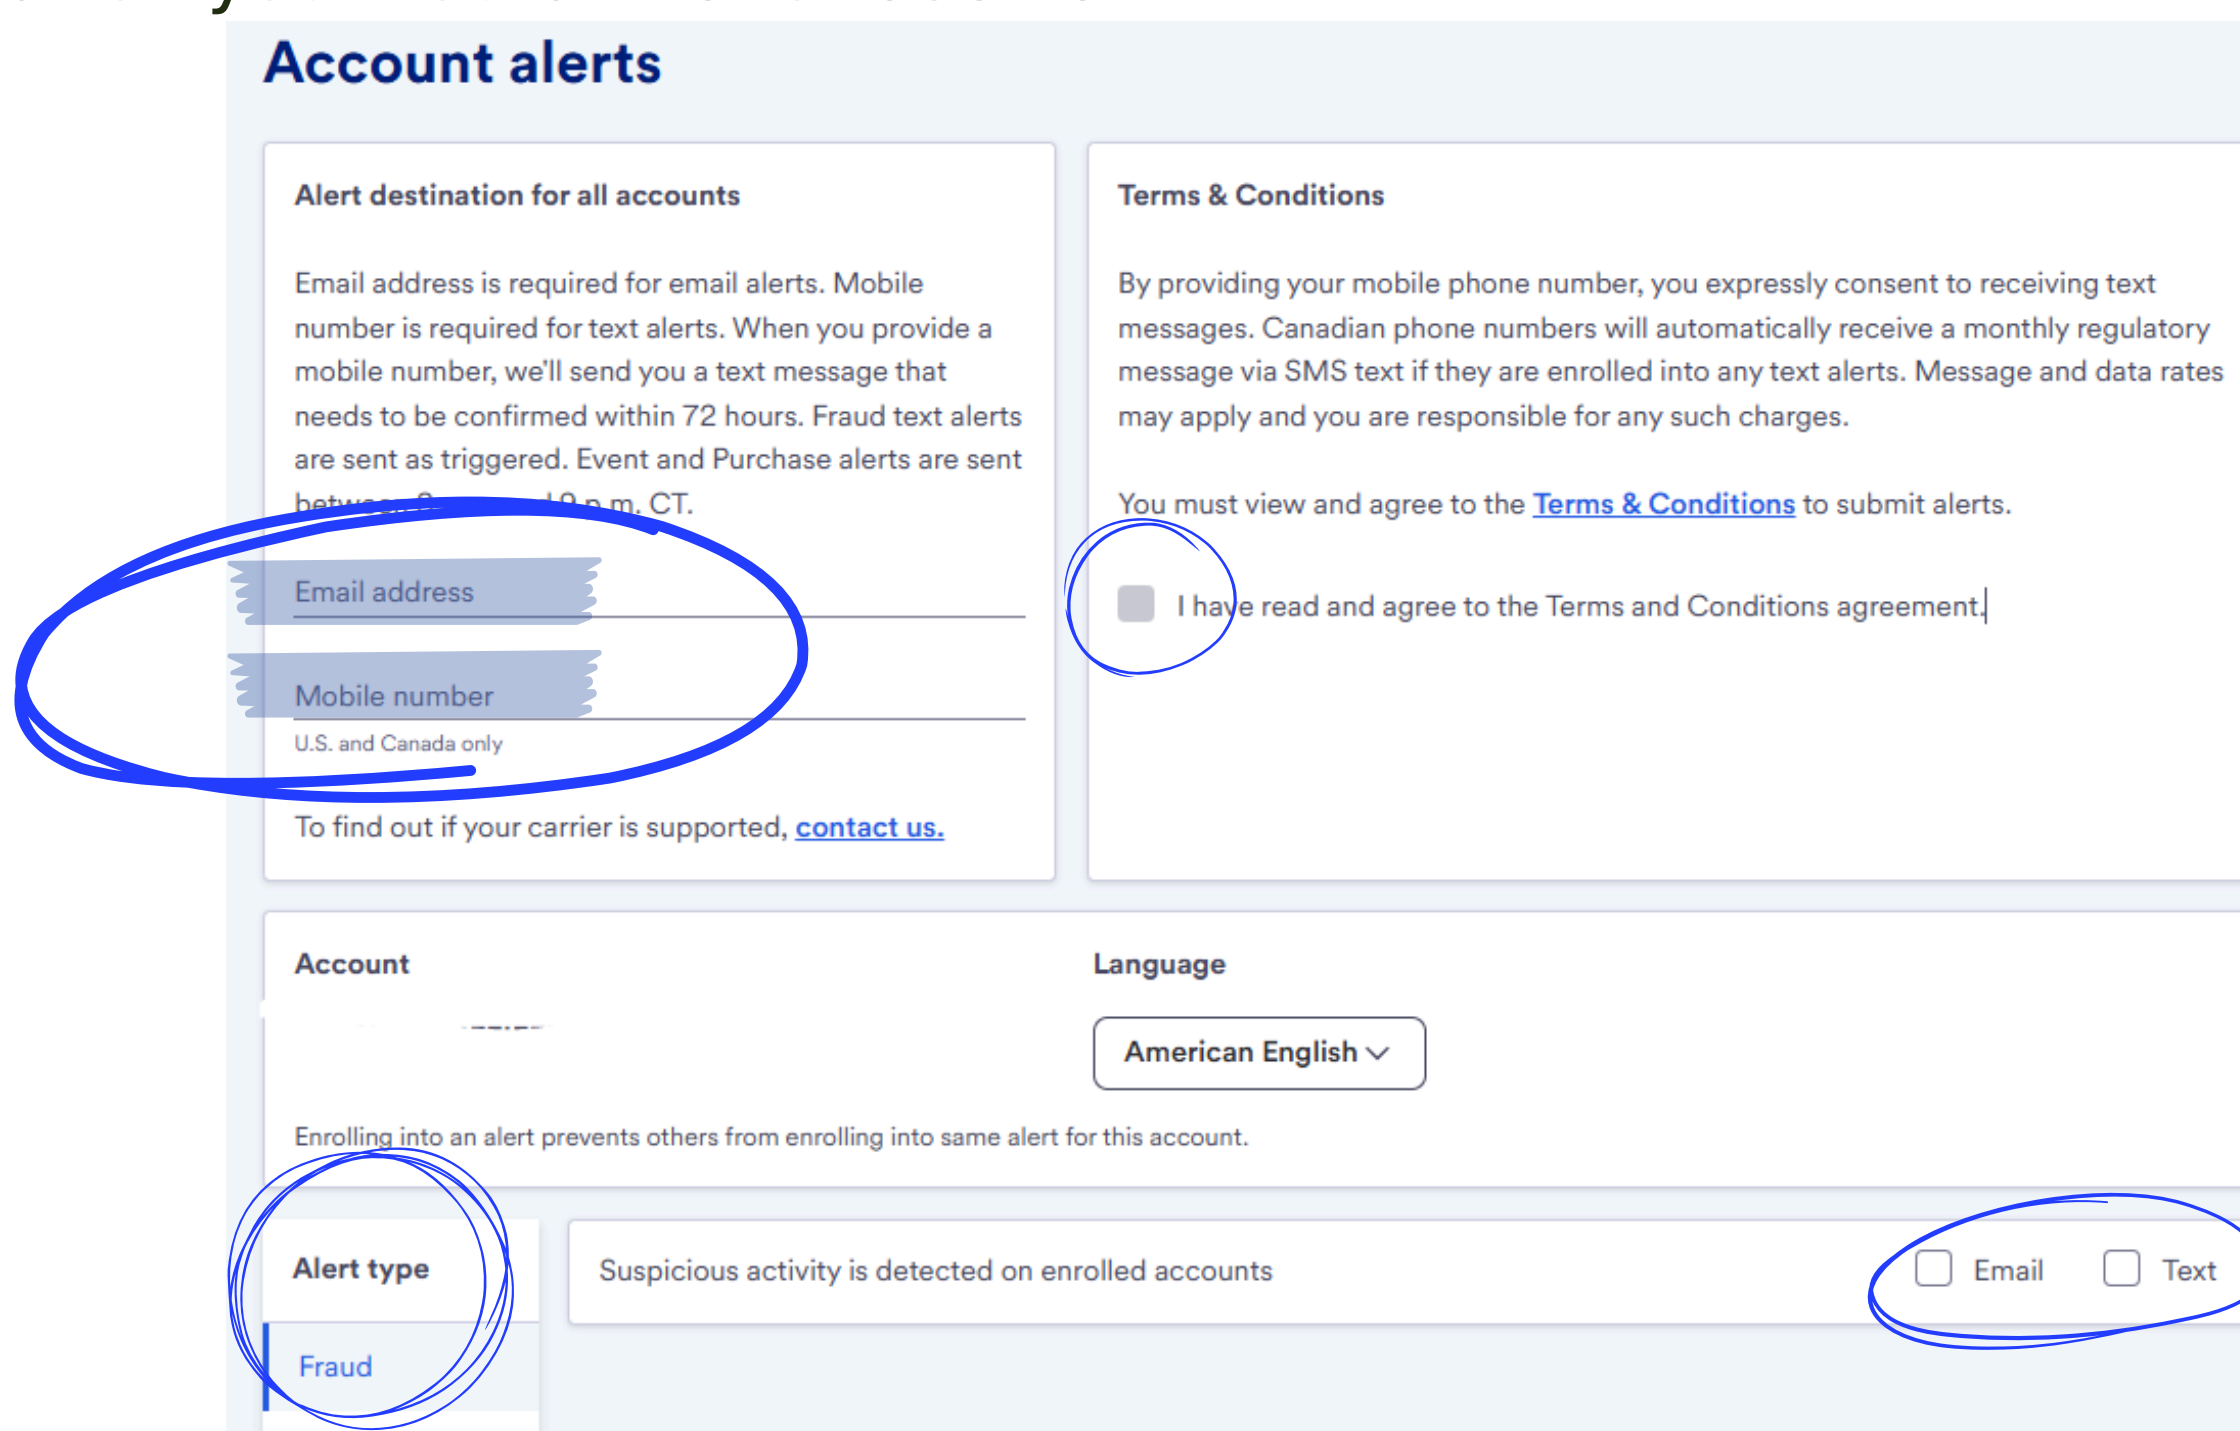 Account alerts
Alert destination for all accounts
Email address is required for email alerts. Mobile
number is required for text alerts. When you provide a
mobile number, we'll send you a text message that
needs to be confirmed within 72 hours. Fraud text alerts
are sent as triggered. Event and Purchase alerts are sent
between 9 p.m. CT.
Email address
Mobile number
U.S. and Canada only
To find out if your carrier is supported, contact us.
Terms & Conditions
By providing your mobile phone number, you expressly consent to receiving text
messages. Canadian phone numbers will automatically receive a monthly regulatory
message via SMS text if they are enrolled into any text alerts. Message and data rates
may apply and you are responsible for any such charges.
You must view and agree to the Terms & Conditions to submit alerts.
I have read and agree to the Terms and Conditions agreement.
Account
Language
American English
Enrolling into an alert prevents others from enrolling into same alert for this account.
Alert type
Suspicious activity is detected on enrolled accounts
Email
Text
Fraud